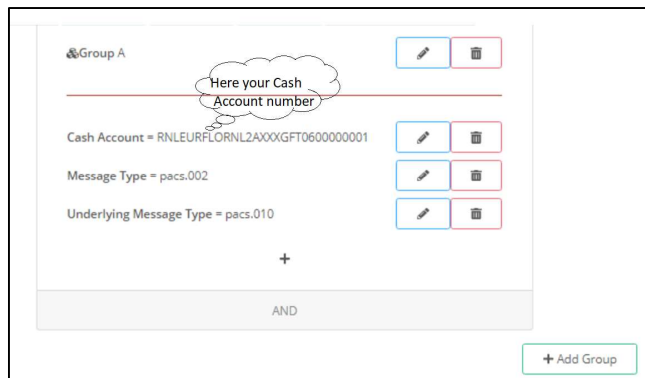 Group A
Here your Cash
Account number
Cash Account = RNLEURFLORNL2AXXXGFT0600000001
Message Type = pacs.002
Underlying Message Type = pacs.010
+
AND
+ Add Group